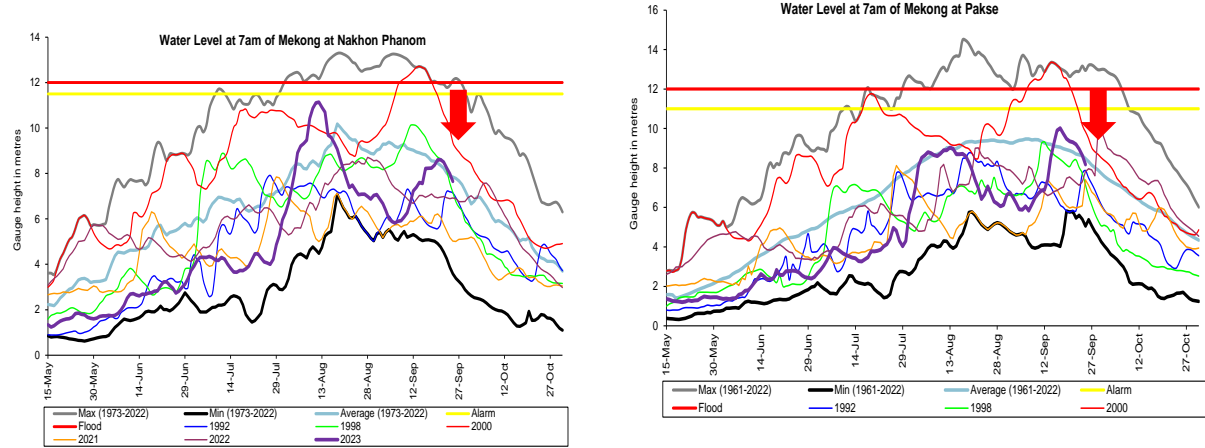 Water Level at 7am of Mekong at Nakhon Phanom
Gauge height in metres
14
12
10
8
6
4
2
0
15-May
30-May
14-Jun
29-Jun
14-Jul
29-Jul
13-Aug
28-Aug
12-Sep
27-Sep
12-Oct
27-Oct
Max (1973-2022) Min (1973-2022) Average (1973-2022) Alarm
Flood 1992 1998 2000
2021 2022 2023
Water Level at 7am of Mekong at Pakse
Gauge height in metres
16
14
12
10
8
6
4
2
0
15-May
30-May
14-Jun
29-Jun
14-Jul
29-Jul
13-Aug
28-Aug
12-Sep
27-Sep
12-Oct
27-Oct
Max (1961-2022) Min (1961-2022) Average (1961-2022) Alarm
Flood 1992 1998 2000
2021 2022 2023